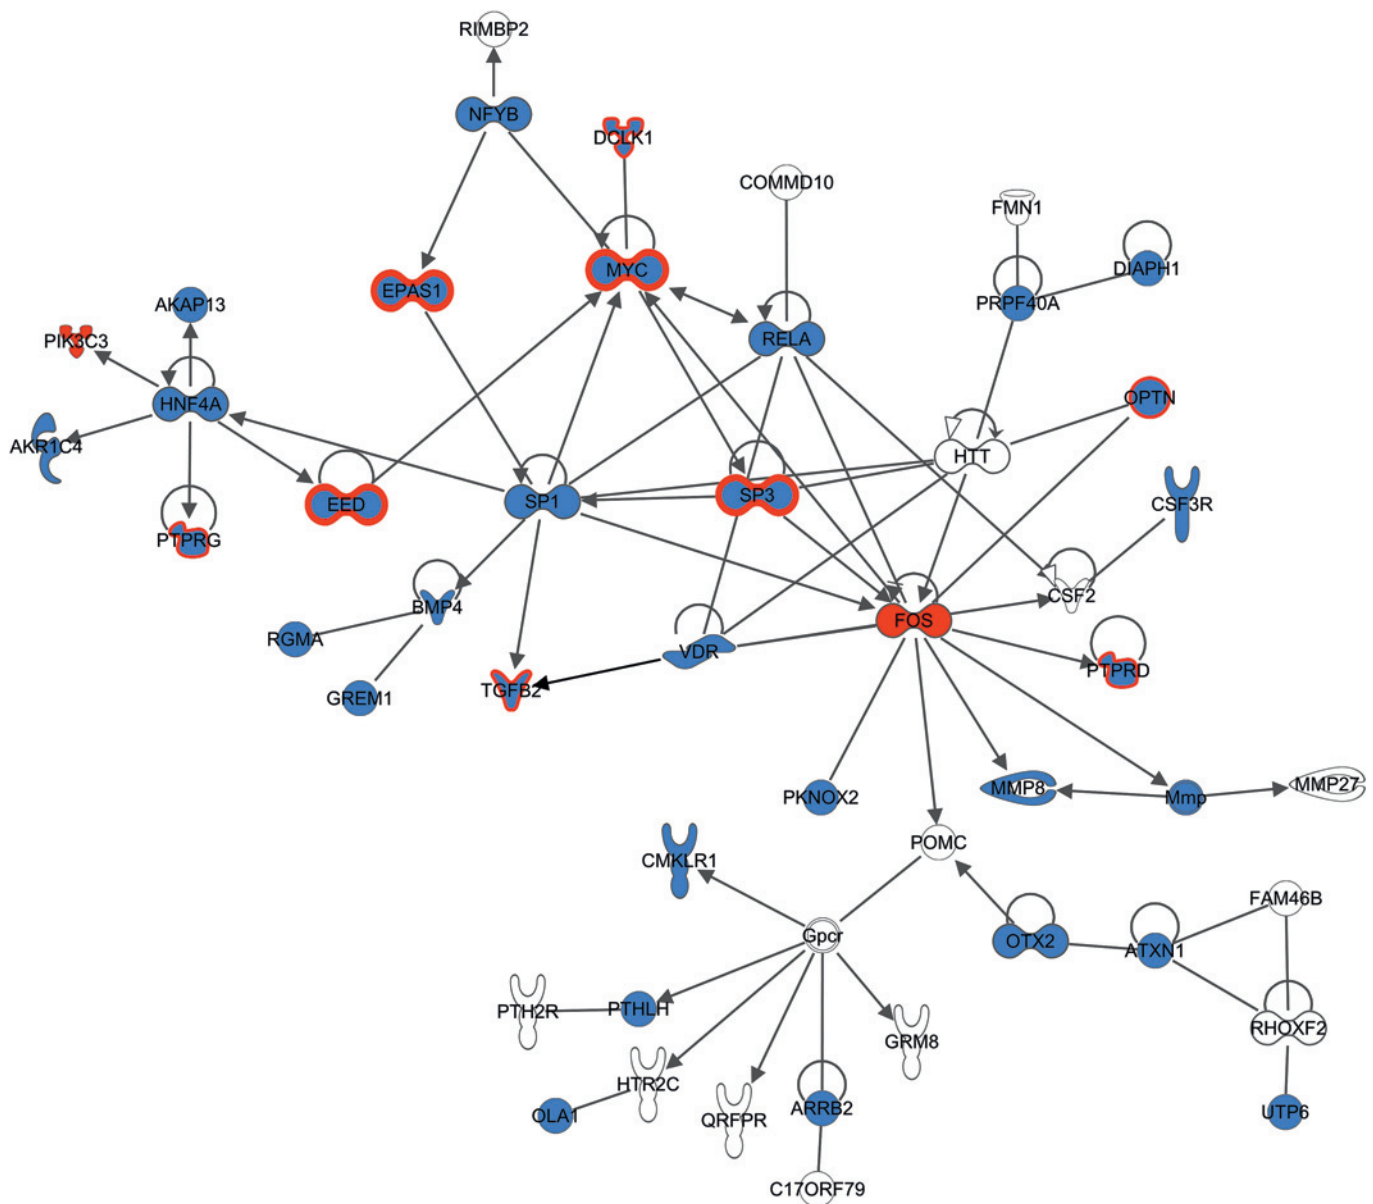 RIMBP2
NFYB
DCLK1
COMMD10
FMN1
MYC
DIAPH1
EPAS1
AKAP13
PRPF40A
PIK3C3
RELA
HNF4A
OPTN
AKR1C4
HTT
EED
SP1
SP3
CSF3R
PTPRG
CSF2
BMP4
FOS
RGMA
VDR
PTPRD
GREM1
TGFB2
PKNOX2
MMP8
Mmp
MMP27
POMC
CMKLR1
FAM46B
Gpcr
OTX2
ATXN1
PTH2R
PTHLH
RHOXF2
GRM8
HTR2C
OLA1
QRFPR
ARRB2
UTP6
C17ORF79